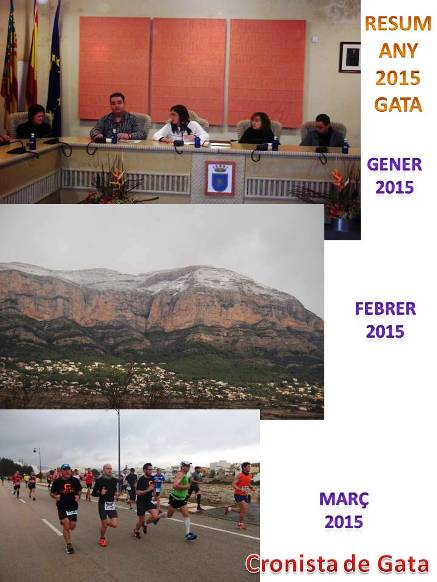 RESUM
ANY
2015
GATA
GENER
2015
FEBRER
2015
MARÇ
2015
Cronista de Gata